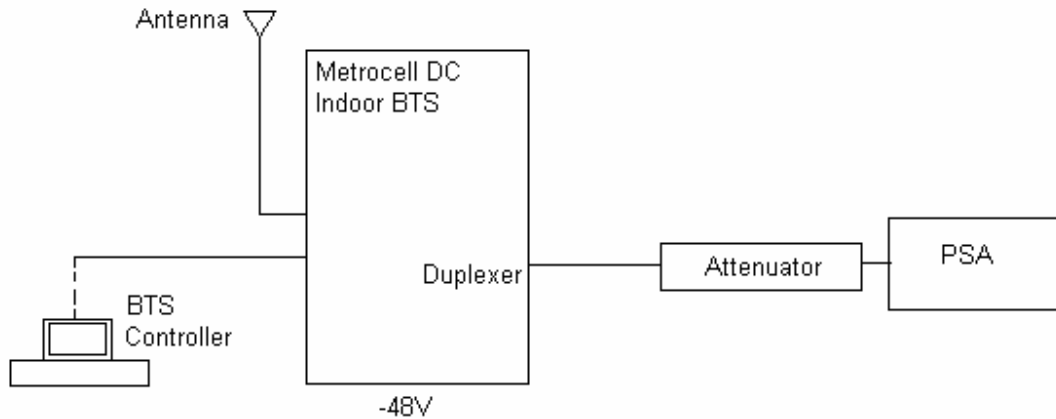 Antenna
Metrocell DC
Indoor BTS
Duplexer
Attenuator
PSA
BTS
Controller
-48V